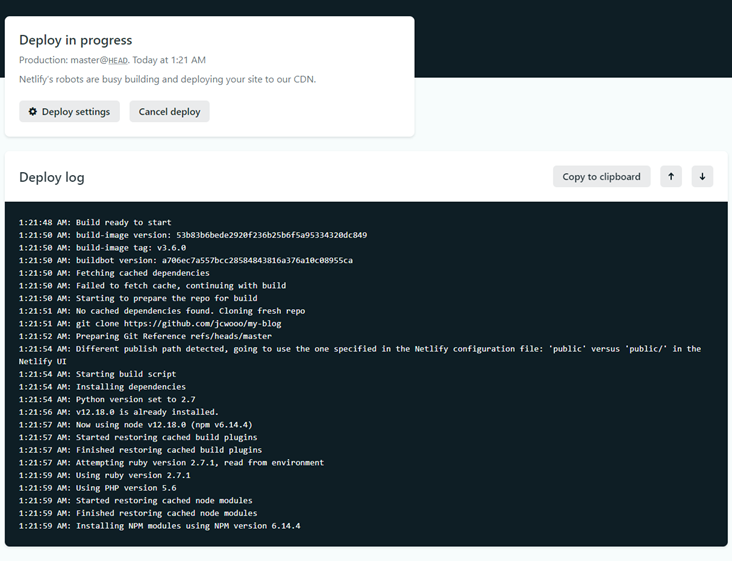 Deploy in progress
Production: master@HEAD. Today at 1:21 AM
Netlify's robots are busy building and deploying your site to our CDN.
Deploy settings Cancel deploy
Deploy log Copy to clipboard ↑ ↓
1:21:48 AM: Build ready to start
1:21:50 AM: build-image version: 53b83b6bede2920f236b25b6f5a95334320dc849
1:21:50 AM: build-image tag: v3.6.0
1:21:50 AM: buildbot version: a706ec7a557bcc28584843816a376a10c08955ca
1:21:50 AM: Fetching cached dependencies
1:21:50 AM: Failed to fetch cache, continuing with build
1:21:50 AM: Starting to prepare the repo for build
1:21:51 AM: No cached dependencies found. Cloning fresh repo
1:21:51 AM: git clone https://github.com/jcwooo/my-blog
1:21:52 AM: Preparing Git Reference refs/heads/master
1:21:54 AM: Different publish path detected, going to use the one specified in the Netlify configuration file: 'public' versus 'public/' in the
Netlify UI
1:21:54 AM: Starting build script
1:21:54 AM: Installing dependencies
1:21:54 AM: Python version set to 2.7
1:21:56 AM: v12.18.0 is already installed.
1:21:57 AM: Now using node v12.18.0 (npm v6.14.4)
1:21:57 AM: Started restoring cached build plugins
1:21:57 AM: Finished restoring cached build plugins
1:21:57 AM: Attempting ruby version 2.7.1, read from environment
1:21:59 AM: Using ruby version 2.7.1
1:21:59 AM: Using PHP version 5.6
1:21:59 AM: Started restoring cached node modules
1:21:59 AM: Finished restoring cached node modules
1:21:59 AM: Installing NPM modules using NPM version 6.14.4